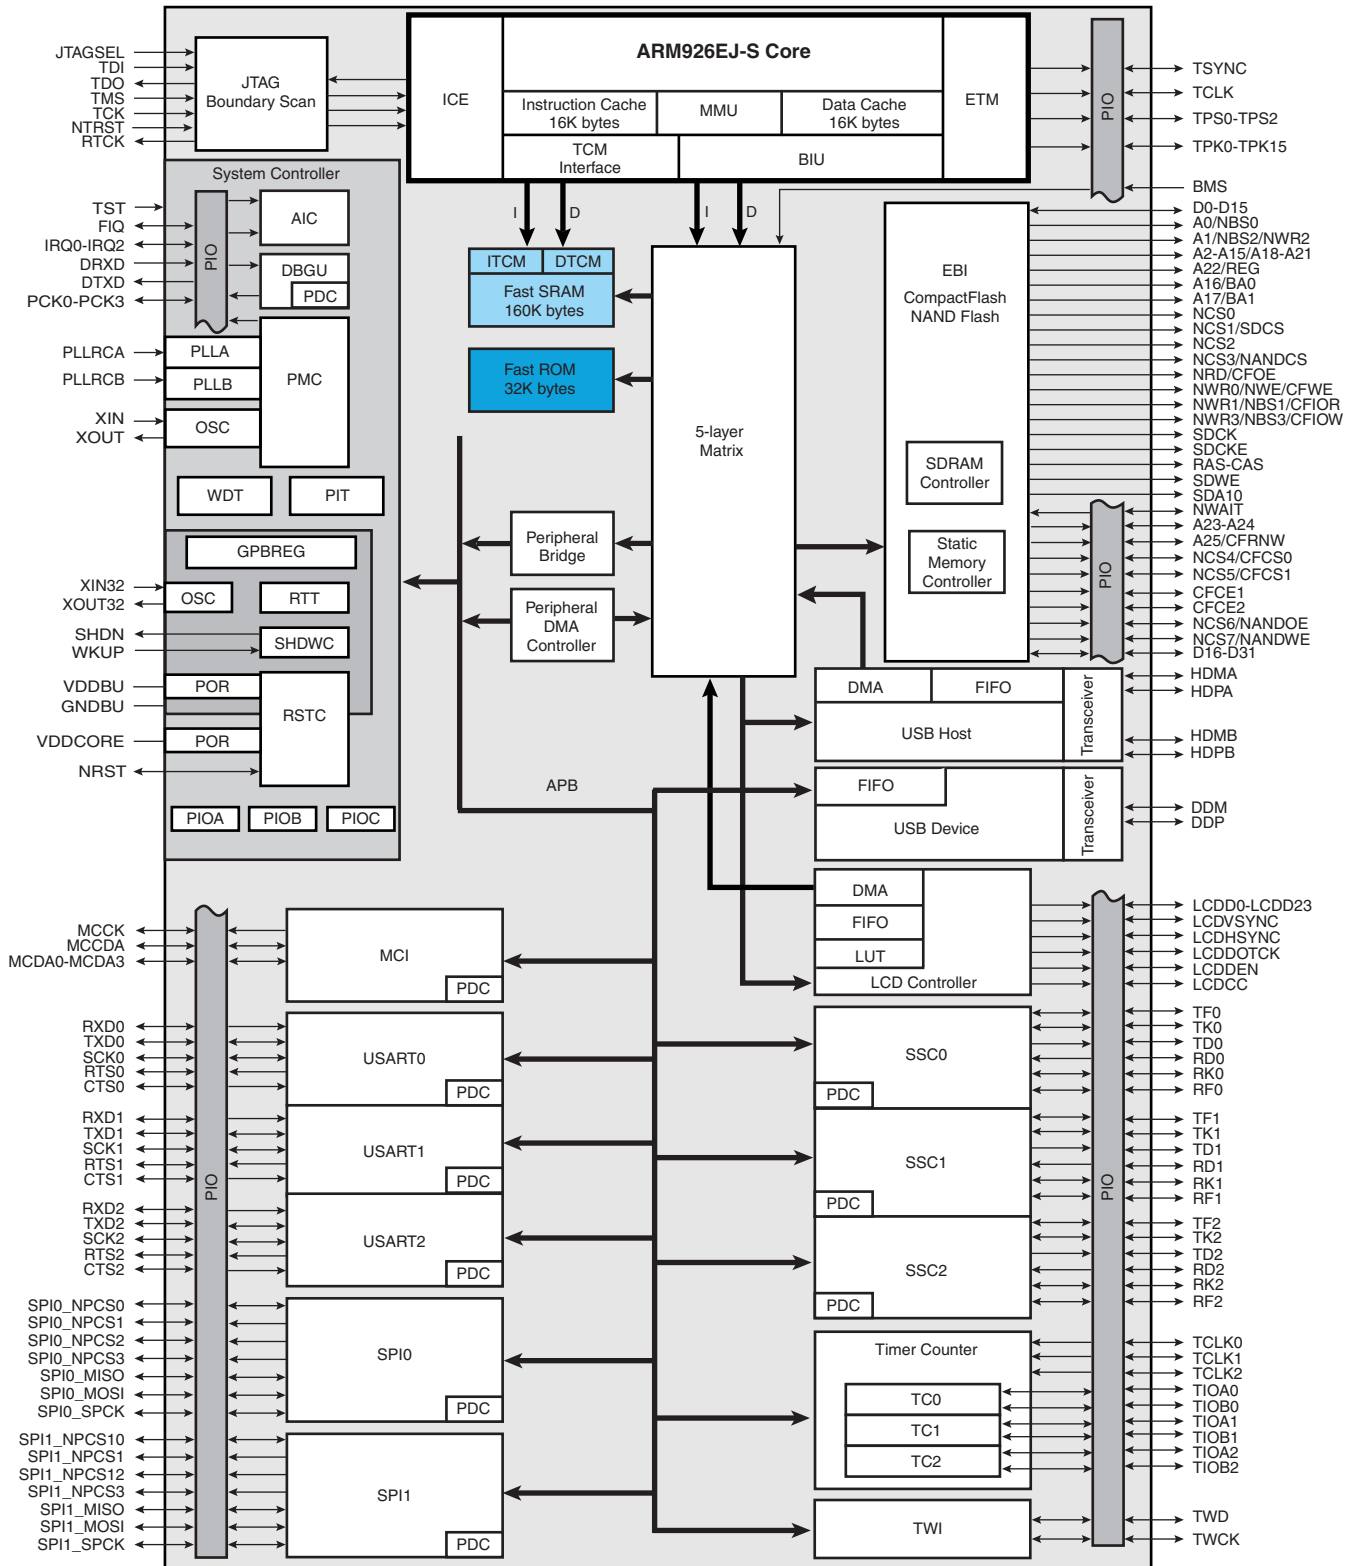 ARM926EJ-S Core
ICE
ETM
Instruction Cache
16K bytes
MMU
Data Cache
16K bytes
TCM
Interface
BIU
JTAGSEL
TDI
TDO
TMS
TCK
NTRST
RTCK
JTAG
Boundary Scan
PIO
TSYNC
TCLK
TPS0-TPS2
TPK0-TPK15
BMS
System Controller
TST
FIQ
IRQ0-IRQ2
DRXD
DTXD
PCK0-PCK3
PIO
AIC
DBGU
PDC
PLLRCA
PLLRCB
XIN
XOUT
PLLA
PLLB
OSC
PMC
WDT
PIT
GPBREG
XIN32
XOUT32
OSC
RTT
SHDN
WKUP
SHDWC
VDDBU
GNDBU
POR
RSTC
VDDCORE
POR
NRST
PIOA
PIOB
PIOC
I
D
I
D
ITCM
DTCM
Fast SRAM
160K bytes
Fast ROM
32K bytes
5-layer
Matrix
Peripheral
Bridge
Peripheral
DMA
Controller
APB
EBI
CompactFlash
NAND Flash
SDRAM
Controller
Static
Memory
Controller
D0-D15
A0/NBS0
A1/NBS2/NWR2
A2-A15/A18-A21
A22/REG
A16/BA0
A17/BA1
NCS0
NCS1/SDCS
NCS2
NCS3/NANDCS
NRD/CFOE
NWR0/NWE/CFWE
NWR1/NBS1/CFIOR
NWR3/NBS3/CFIOW
SDCK
SDCKE
RAS-CAS
SDWE
SDA10
PIO
NWAIT
A23-A24
A25/CFRNW
NCS4/CFCS0
NCS5/CFCS1
CFCE1
CFCE2
NCS6/NANDOE
NCS7/NANDWE
D16-D31
DMA
FIFO
USB Host
Transceiver
HDMA
HDPA
HDMB
HDPB
FIFO
USB Device
Transceiver
DDM
DDP
DMA
FIFO
LUT
LCD Controller
LCDD0-LCDD23
LCDVSYNC
LCDHSYNC
LCDDOTCK
LCDDEN
LCDCC
MCCK
MCCDA
MCDA0-MCDA3
MCI
PDC
RXD0
TXD0
SCK0
RTS0
CTS0
USART0
PDC
RXD1
TXD1
SCK1
RTS1
CTS1
PIO
USART1
PDC
RXD2
TXD2
SCK2
RTS2
CTS2
USART2
PDC
SPI0_NPCS0
SPI0_NPCS1
SPI0_NPCS2
SPI0_NPCS3
SPI0_MISO
SPI0_MOSI
SPI0_SPCK
SPI0
PDC
SPI1_NPCS10
SPI1_NPCS1
SPI1_NPCS12
SPI1_NPCS3
SPI1_MISO
SPI1_MOSI
SPI1_SPCK
SPI1
PDC
SSC0
PDC
TF0
TK0
TD0
RD0
RK0
RF0
SSC1
PDC
PIO
TF1
TK1
TD1
RD1
RK1
RF1
SSC2
PDC
TF2
TK2
TD2
RD2
RK2
RF2
Timer Counter
TC0
TC1
TC2
TCLK0
TCLK1
TCLK2
TIOA0
TIOB0
TIOA1
TIOB1
TIOA2
TIOB2
TWI
TWD
TWCK